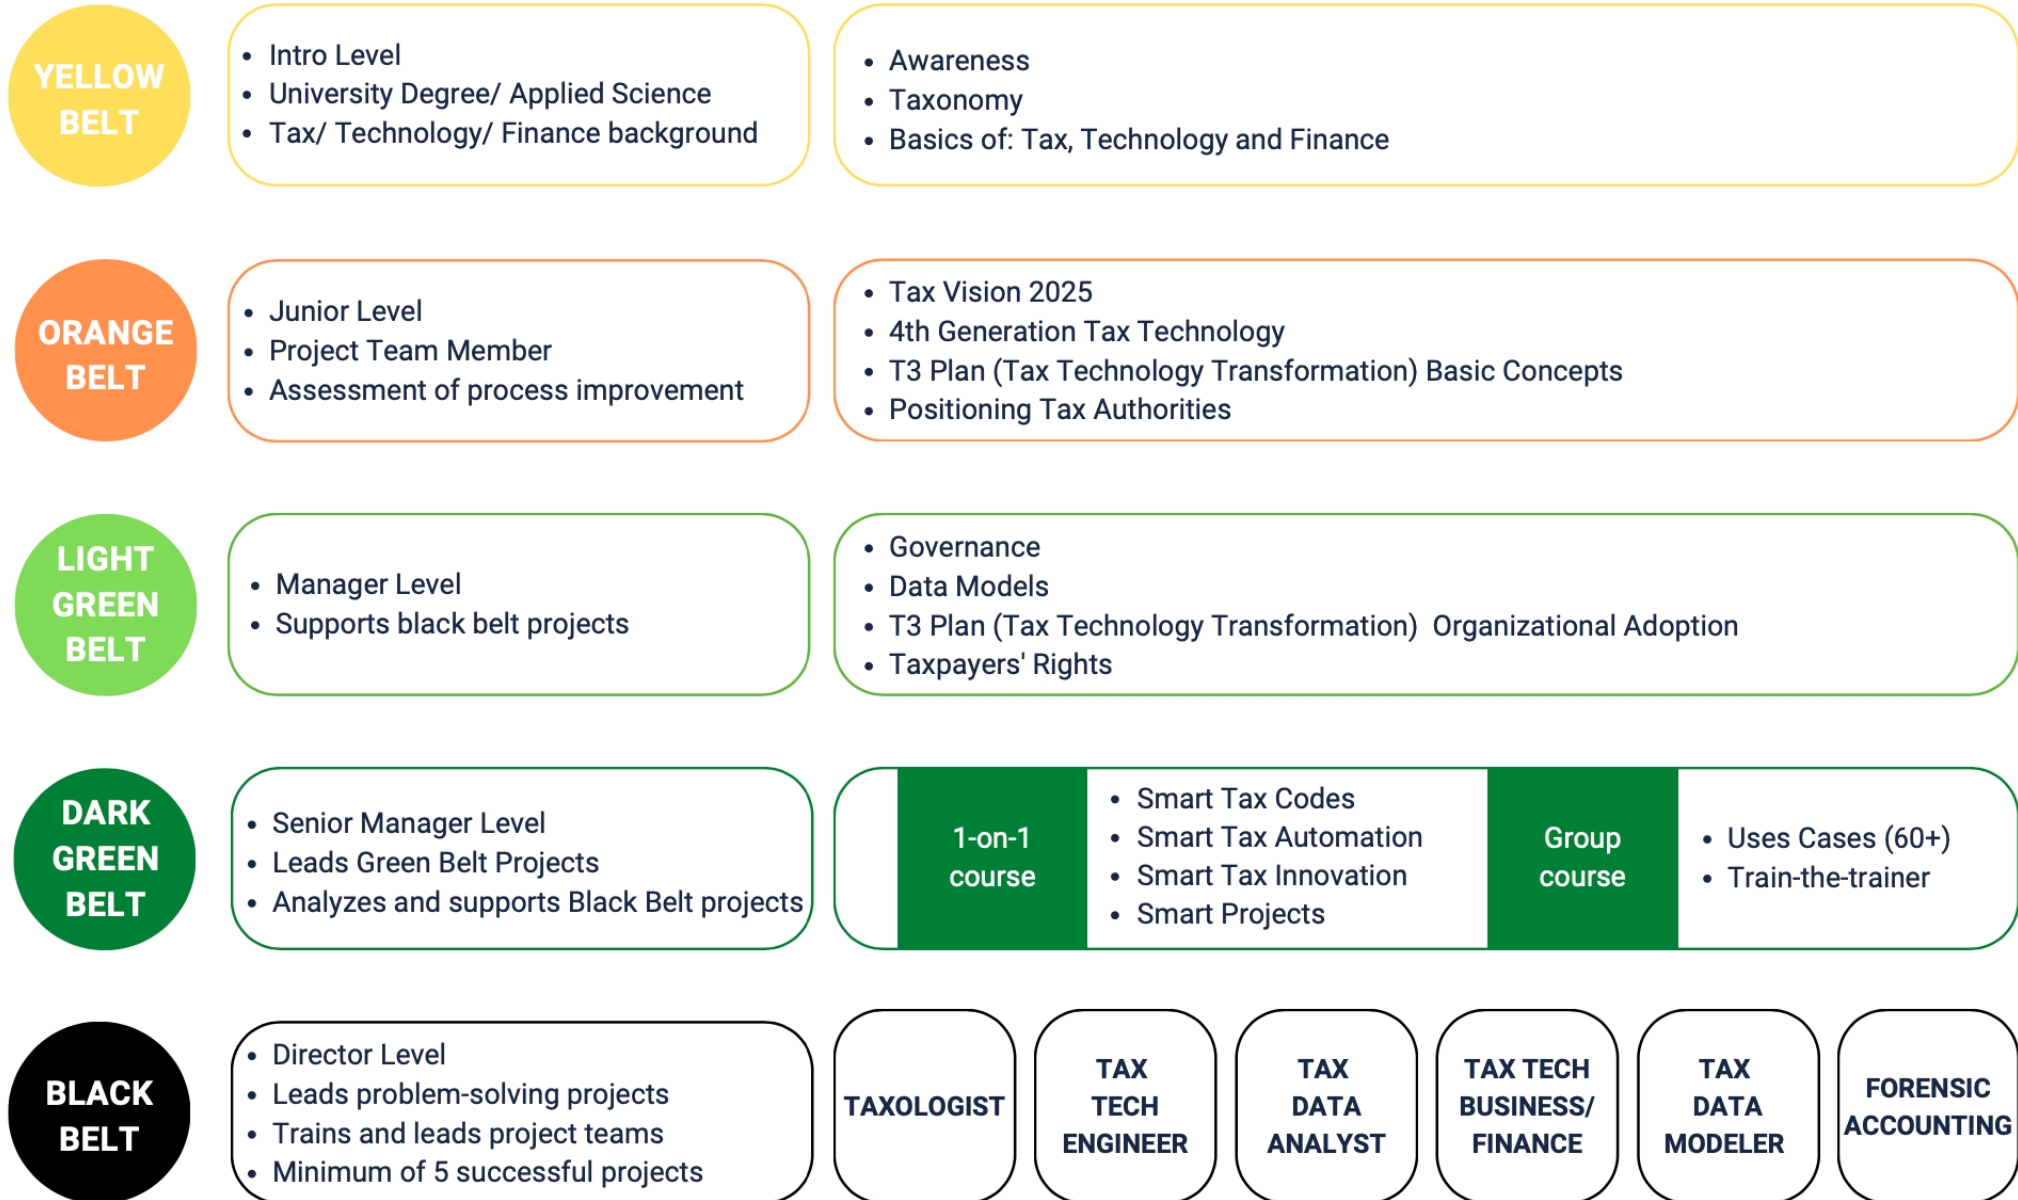 YELLOW
BELT
• Intro Level
• University Degree/ Applied Science
• Tax/ Technology/ Finance background
• Awareness
• Taxonomy
• Basics of: Tax, Technology and Finance
ORANGE
BELT
• Junior Level
• Project Team Member
• Assessment of process improvement
• Tax Vision 2025
• 4th Generation Tax Technology
• T3 Plan (Tax Technology Transformation) Basic Concepts
• Positioning Tax Authorities
LIGHT
GREEN
BELT
• Manager Level
• Supports black belt projects
• Governance
• Data Models
• T3 Plan (Tax Technology Transformation) Organizational Adoption
• Taxpayers' Rights
DARK
GREEN
BELT
• Senior Manager Level
• Leads Green Belt Projects
• Analyzes and supports Black Belt projects
1-on-1
course
• Smart Tax Codes
• Smart Tax Automation
• Smart Tax Innovation
• Smart Projects
Group
course
• Uses Cases (60+)
• Train-the-trainer
BLACK
BELT
• Director Level
• Leads problem-solving projects
• Trains and leads project teams
• Minimum of 5 successful projects
TAXOLOGIST
TAX
TECH
ENGINEER
TAX
DATA
ANALYST
TAX TECH
BUSINESS/
FINANCE
TAX
DATA
MODELER
FORENSIC
ACCOUNTING